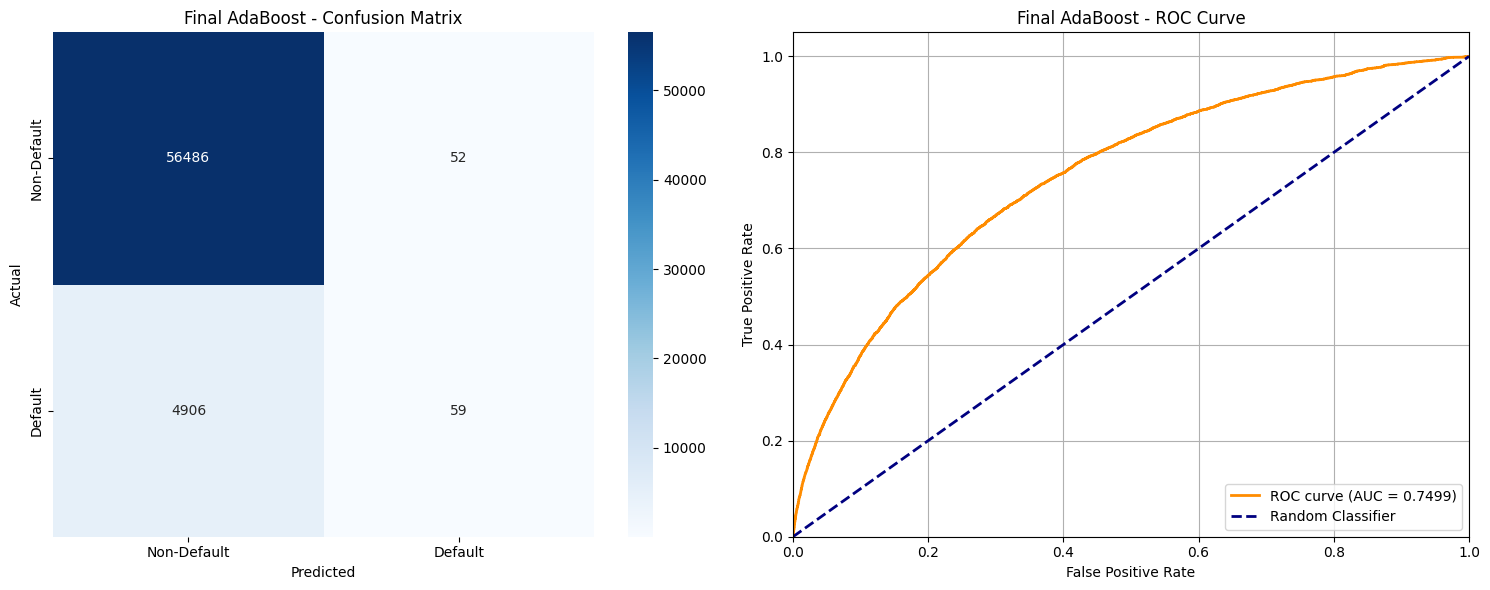 Final AdaBoost - Confusion Matrix
Actual
Non-Default
Default
56486
52
4906
59
Non-Default
Default
Predicted
50000
40000
30000
20000
10000
Final AdaBoost - ROC Curve
True Positive Rate
1.0
0.8
0.6
0.4
0.2
0.0
0.0
0.2
0.4
0.6
0.8
1.0
False Positive Rate
ROC curve (AUC = 0.7499)
Random Classifier